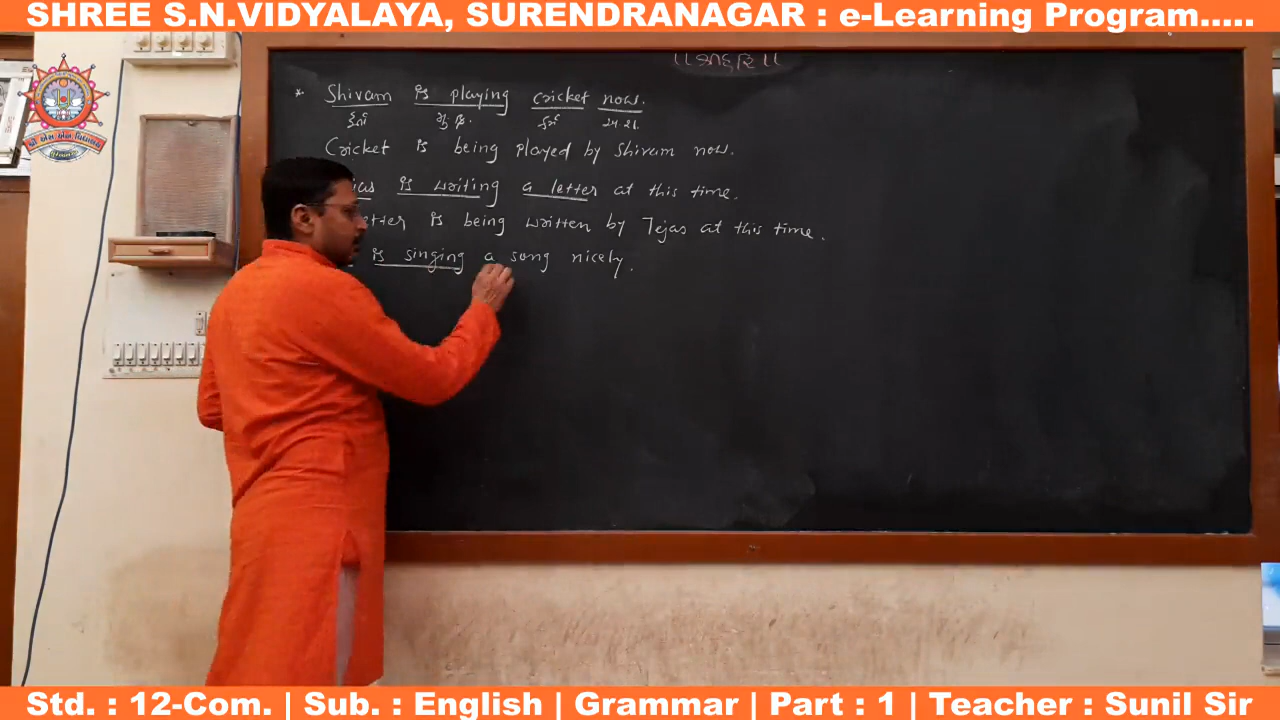 SHREE S.N.VIDYALAYA, SURENDRANAGAR : e-Learning Program.....
* Shivam is playing cricket now.
કર્તા મુ. ક્રિ. કર્મ
Cricket is being played by Shivam now.
is writing a letter at this time.
is being written by Tejas at this time.
is singing a song nicely.
Std. : 12-Com. | Sub. : English | Grammar | Part : 1 | Teacher : Sunil Sir